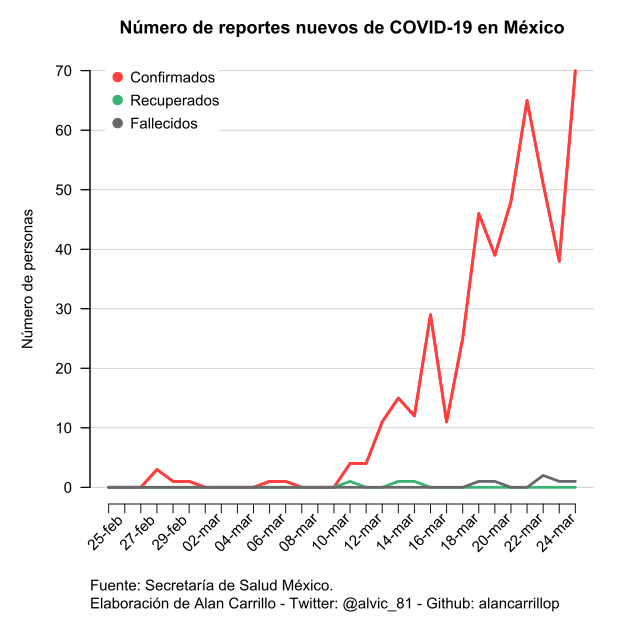 Número de reportes nuevos de COVID-19 en México
Confirmados
Recuperados
Fallecidos
Número de personas
70
60
50
40
30
20
10
0
25-feb
27-feb
29-feb
02-mar
04-mar
06-mar
08-mar
10-mar
12-mar
14-mar
16-mar
18-mar
20-mar
22-mar
24-mar
Fuente: Secretaría de Salud México.
Elaboración de Alan Carrillo - Twitter: @alvic_81 - Github: alancarrillop